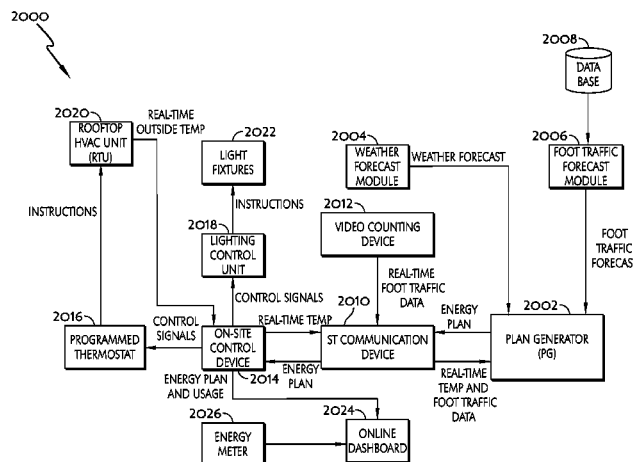 2000
2008
DATA
BASE
2020
ROOFTOP
HVAC UNIT
(RTU)
REAL-TIME
OUTSIDE TEMP
2022
LIGHT
FIXTURES
2004
WEATHER
FORECAST
MODULE
WEATHER FORECAST
2006
FOOT TRAFFIC
FORECAST
MODULE
INSTRUCTIONS
INSTRUCTIONS
2012
VIDEO COUNTING
DEVICE
2018
LIGHTING
CONTROL
UNIT
REAL-TIME
FOOT TRAFFIC
DATA
FOOT
TRAFFIC
FORECAST
2016
PROGRAMMED
THERMOSTAT
CONTROL
SIGNALS
CONTROL SIGNALS
ON-SITE
CONTROL
DEVICE
2014
REAL-TIME TEMP
2010
ST COMMUNICATION
DEVICE
ENERGY
PLAN
2002
PLAN GENERATOR
(PG)
ENERGY PLAN
AND USAGE
ENERGY
PLAN
REAL-TIME
TEMP AND
FOOT TRAFFIC
DATA
2026
ENERGY
METER
2024
ONLINE
DASHBOARD